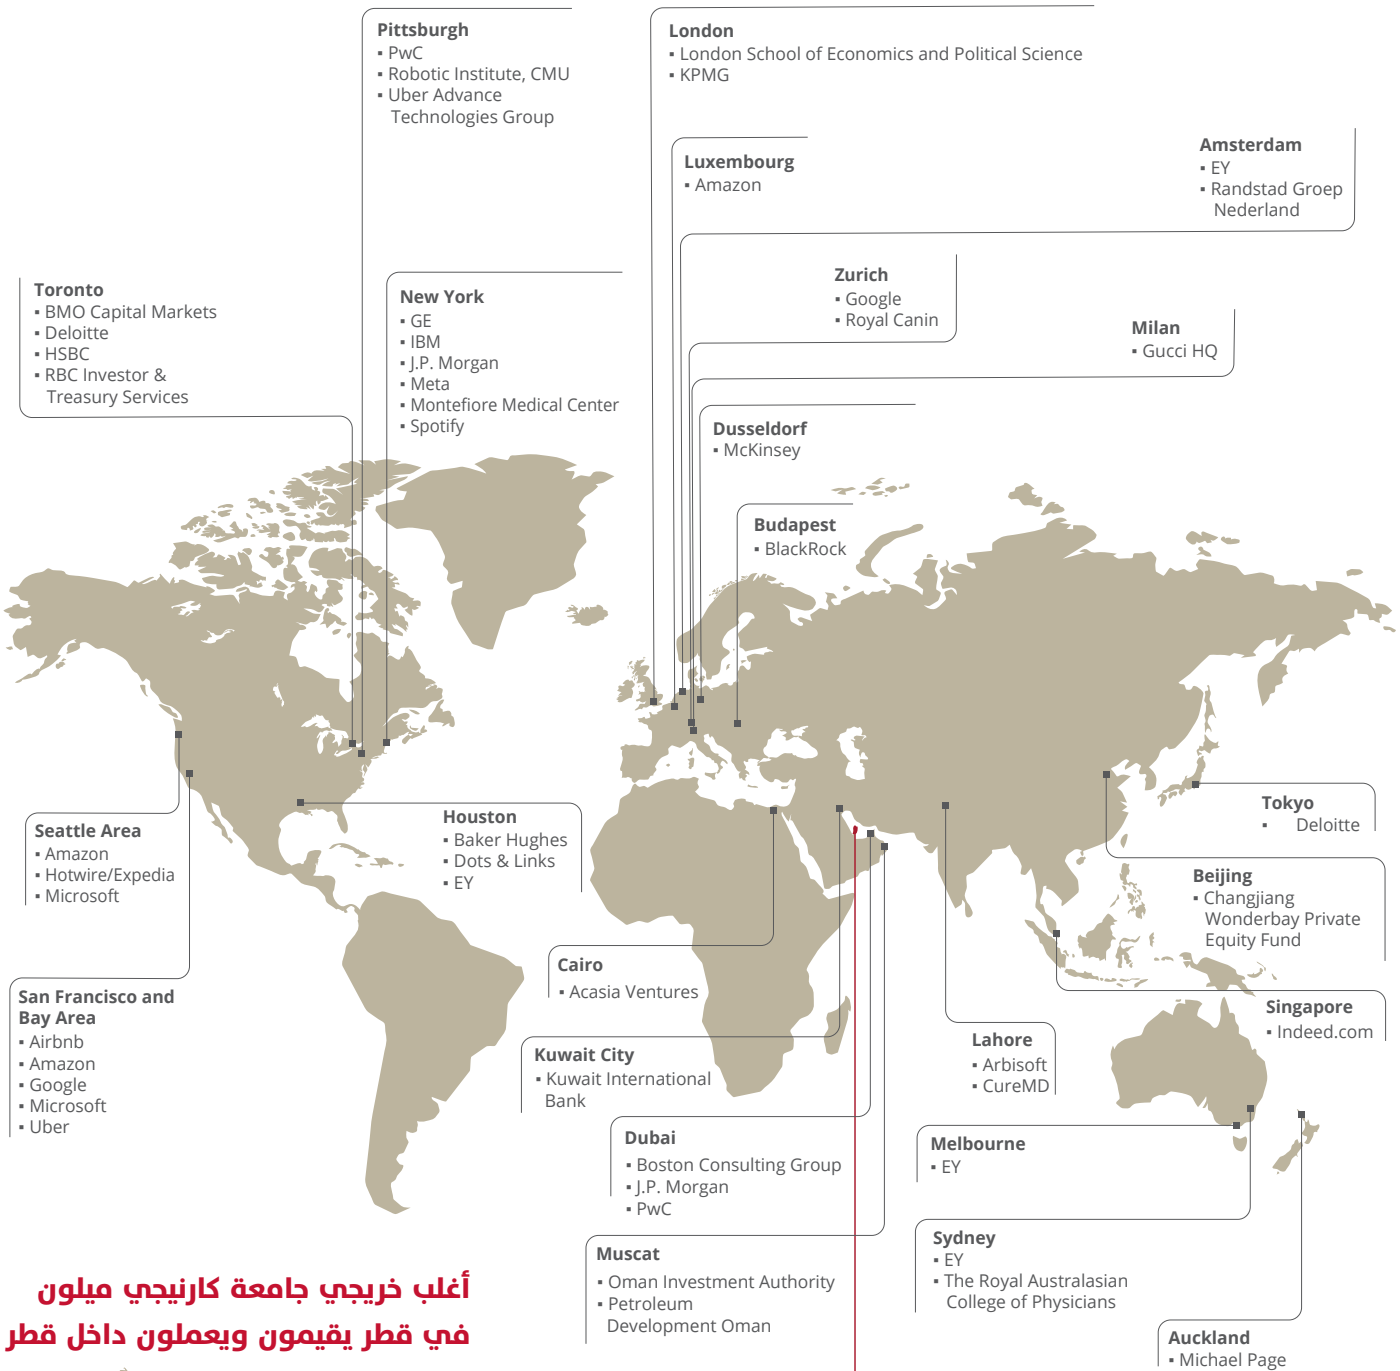 Pittsburgh
▪ PwC
▪ Robotic Institute, CMU
▪ Uber Advance
Technologies Group
London
▪ London School of Economics and Political Science
▪ KPMG
Luxembourg
▪ Amazon
Amsterdam
▪ EY
▪ Randstad Groep
Nederland
Toronto
▪ BMO Capital Markets
▪ Deloitte
▪ HSBC
▪ RBC Investor &
Treasury Services
New York
▪ GE
▪ IBM
▪ J.P. Morgan
▪ Meta
▪ Montefiore Medical Center
▪ Spotify
Zurich
▪ Google
▪ Royal Canin
Milan
▪ Gucci HQ
Dusseldorf
▪ McKinsey
Budapest
▪ BlackRock
Seattle Area
▪ Amazon
▪ Hotwire/Expedia
▪ Microsoft
Houston
▪ Baker Hughes
▪ Dots & Links
▪ EY
Tokyo
▪ Deloitte
Beijing
▪ Changjiang
Wonderbay Private
Equity Fund
San Francisco and
Bay Area
▪ Airbnb
▪ Amazon
▪ Google
▪ Microsoft
▪ Uber
Cairo
▪ Acasia Ventures
Singapore
▪ Indeed.com
Kuwait City
▪ Kuwait International
Bank
Lahore
▪ Arbisoft
▪ CureMD
Dubai
▪ Boston Consulting Group
▪ J.P. Morgan
▪ PwC
Melbourne
▪ EY
Muscat
▪ Oman Investment Authority
▪ Petroleum
Development Oman
Sydney
▪ EY
▪ The Royal Australasian
College of Physicians
Auckland
▪ Michael Page
أغلب خريجي جامعة كارنيجي ميلون
في قطر يقيمون ويعملون داخل قطر